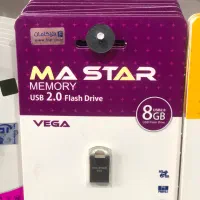 MA STAR
MEMORY
USB 2.0 Flash Drive
VEGA
8GB